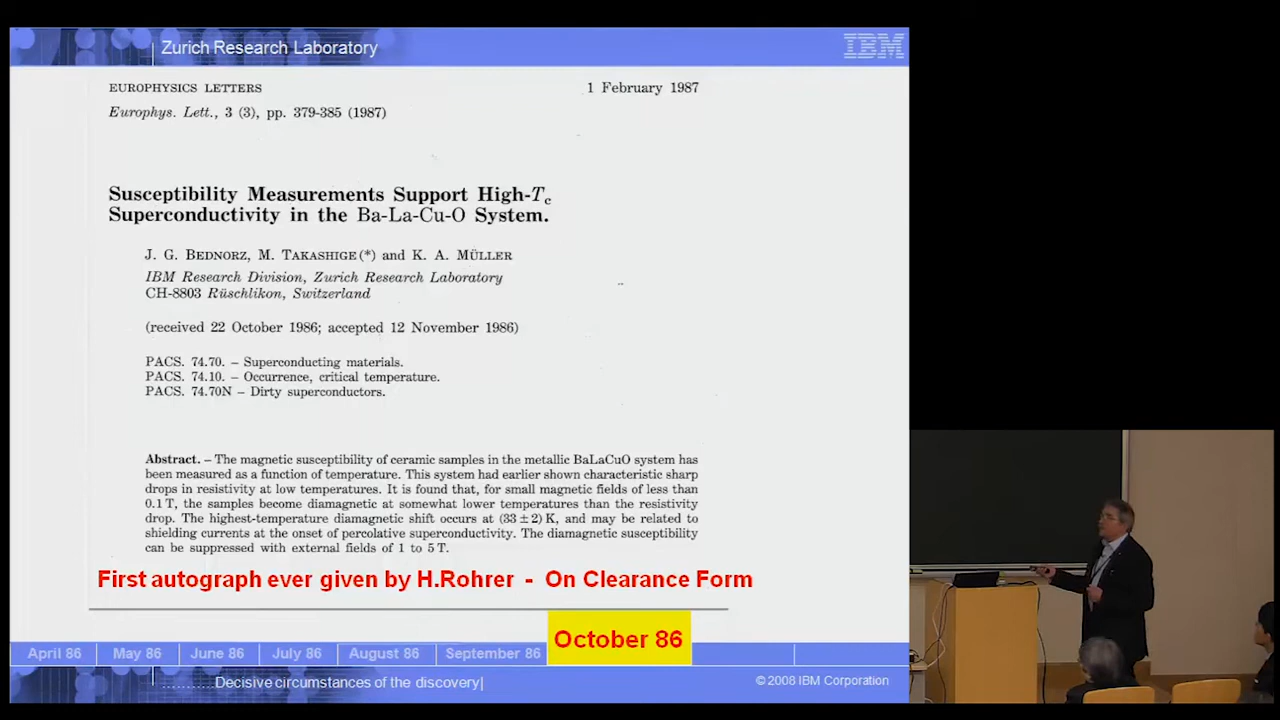 Zurich Research Laboratory
IBM
EUROPHYSICS LETTERS 1 February 1987
Europhys. Lett., 3 (3), pp. 379-385 (1987)
Susceptibility Measurements Support High-Tc
Superconductivity in the Ba-La-Cu-O System.
J. G. BEDNORZ, M. TAKASHIGE (*) and K. A. MÜLLER
IBM Research Division, Zurich Research Laboratory
CH-8803 Rüschlikon, Switzerland
(received 22 October 1986; accepted 12 November 1986)
PACS. 74.70. – Superconducting materials.
PACS. 74.10. – Occurrence, critical temperature.
PACS. 74.70N – Dirty superconductors.
Abstract. – The magnetic susceptibility of ceramic samples in the metallic BaLaCuO system has
been measured as a function of temperature. This system had earlier shown characteristic sharp
drops in resistivity at low temperatures. It is found that, for small magnetic fields of less than
0.1 T, the samples become diamagnetic at somewhat lower temperatures than the resistivity
drop. The highest-temperature diamagnetic shift occurs at (33 ± 2) K, and may be related to
shielding currents at the onset of percolative superconductivity. The diamagnetic susceptibility
can be suppressed with external fields of 1 to 5 T.
First autograph ever given by H.Rohrer - On Clearance Form
April 86 May 86 June 86 July 86 August 86 September 86 October 86
.......... Decisive circumstances of the discovery|
© 2008 IBM Corporation